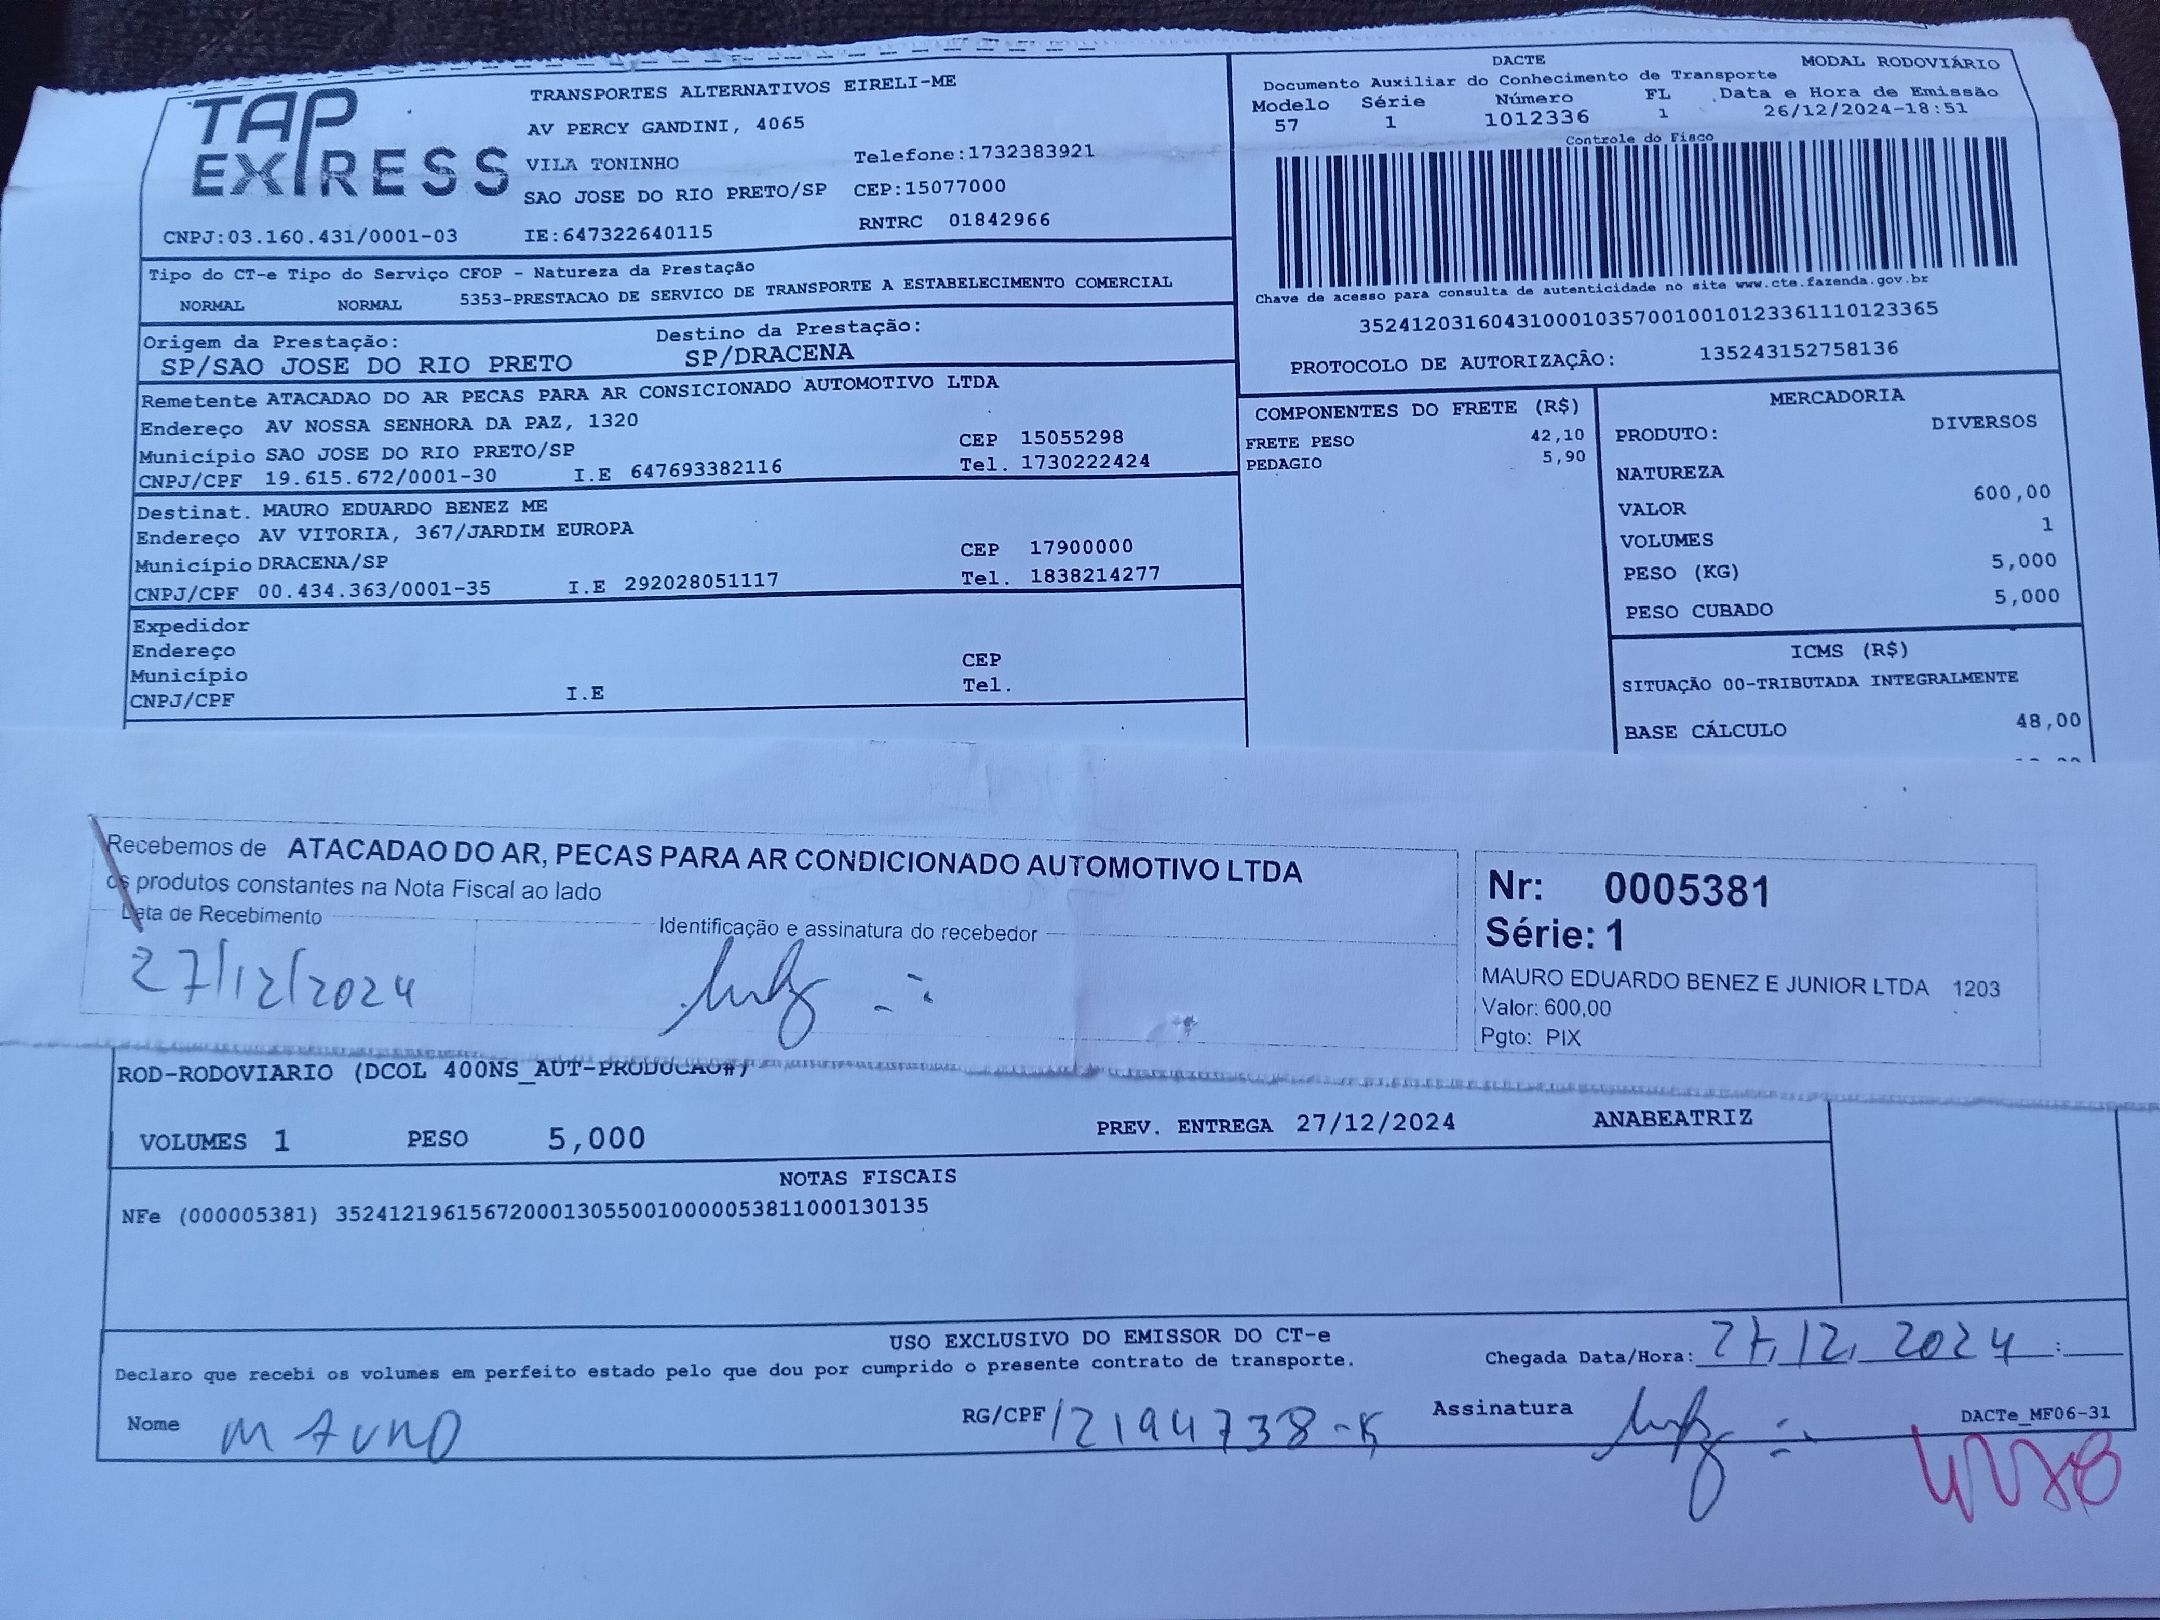 TAP
EXPRESS
TRANSPORTES ALTERNATIVOS EIRELI-ME
AV PERCY GANDINI, 4065
VILA TONINHO Telefone:1732383921
SAO JOSE DO RIO PRETO/SP CEP:15077000
CNPJ:03.160.431/0001-03 IE:647322640115 RNTRC 01842966
DACTE MODAL RODOVIÁRIO
Documento Auxiliar do Conhecimento de Transporte
Modelo Série Número FL Data e Hora de Emissão
57 1 1012336 1 26/12/2024-18:51
Controle do Fisco
Chave de acesso para consulta de autenticidade no site www.cte.fazenda.gov.br
35241203160431000103570010010123361110123365
PROTOCOLO DE AUTORIZAÇÃO: 135243152758136
Tipo do CT-e Tipo do Serviço CFOP - Natureza da Prestação
NORMAL NORMAL 5353-PRESTACAO DE SERVICO DE TRANSPORTE A ESTABELECIMENTO COMERCIAL
Origem da Prestação: Destino da Prestação:
SP/SAO JOSE DO RIO PRETO SP/DRACENA
Remetente ATACADAO DO AR PECAS PARA AR CONSICIONADO AUTOMOTIVO LTDA
Endereço AV NOSSA SENHORA DA PAZ, 1320
Município SAO JOSE DO RIO PRETO/SP CEP 15055298
CNPJ/CPF 19.615.672/0001-30 I.E 647693382116 Tel. 1730222424
Destinat. MAURO EDUARDO BENEZ ME
Endereço AV VITORIA, 367/JARDIM EUROPA
Município DRACENA/SP CEP 17900000
CNPJ/CPF 00.434.363/0001-35 I.E 292028051117 Tel. 1838214277
Expedidor
Endereço
Município CEP
CNPJ/CPF I.E Tel.
COMPONENTES DO FRETE (R$)
FRETE PESO 42,10
PEDAGIO 5,90
MERCADORIA
PRODUTO: DIVERSOS
NATUREZA
VALOR 600,00
VOLUMES 1
PESO (KG) 5,000
PESO CUBADO 5,000
ICMS (R$)
SITUAÇÃO 00-TRIBUTADA INTEGRALMENTE
BASE CÁLCULO 48,00
Recebemos de ATACADAO DO AR, PECAS PARA AR CONDICIONADO AUTOMOTIVO LTDA
os produtos constantes na Nota Fiscal ao lado
Data de Recebimento Identificação e assinatura do recebedor
27/12/2024
Nr: 0005381
Série: 1
MAURO EDUARDO BENEZ E JUNIOR LTDA 1203
Valor: 600,00
Pgto: PIX
ROD-RODOVIARIO (DCOL 400NS_AUT-PRODUCAO#)
VOLUMES 1 PESO 5,000 PREV. ENTREGA 27/12/2024 ANABEATRIZ
NOTAS FISCAIS
NFe (000005381) 35241219615672000130550010000053811000130135
USO EXCLUSIVO DO EMISSOR DO CT-e
Declaro que recebi os volumes em perfeito estado pelo que dou por cumprido o presente contrato de transporte. Chegada Data/Hora: 27,12,2024 :
Nome MAURO RG/CPF 12194738-5 Assinatura
DACTe_MF06-31